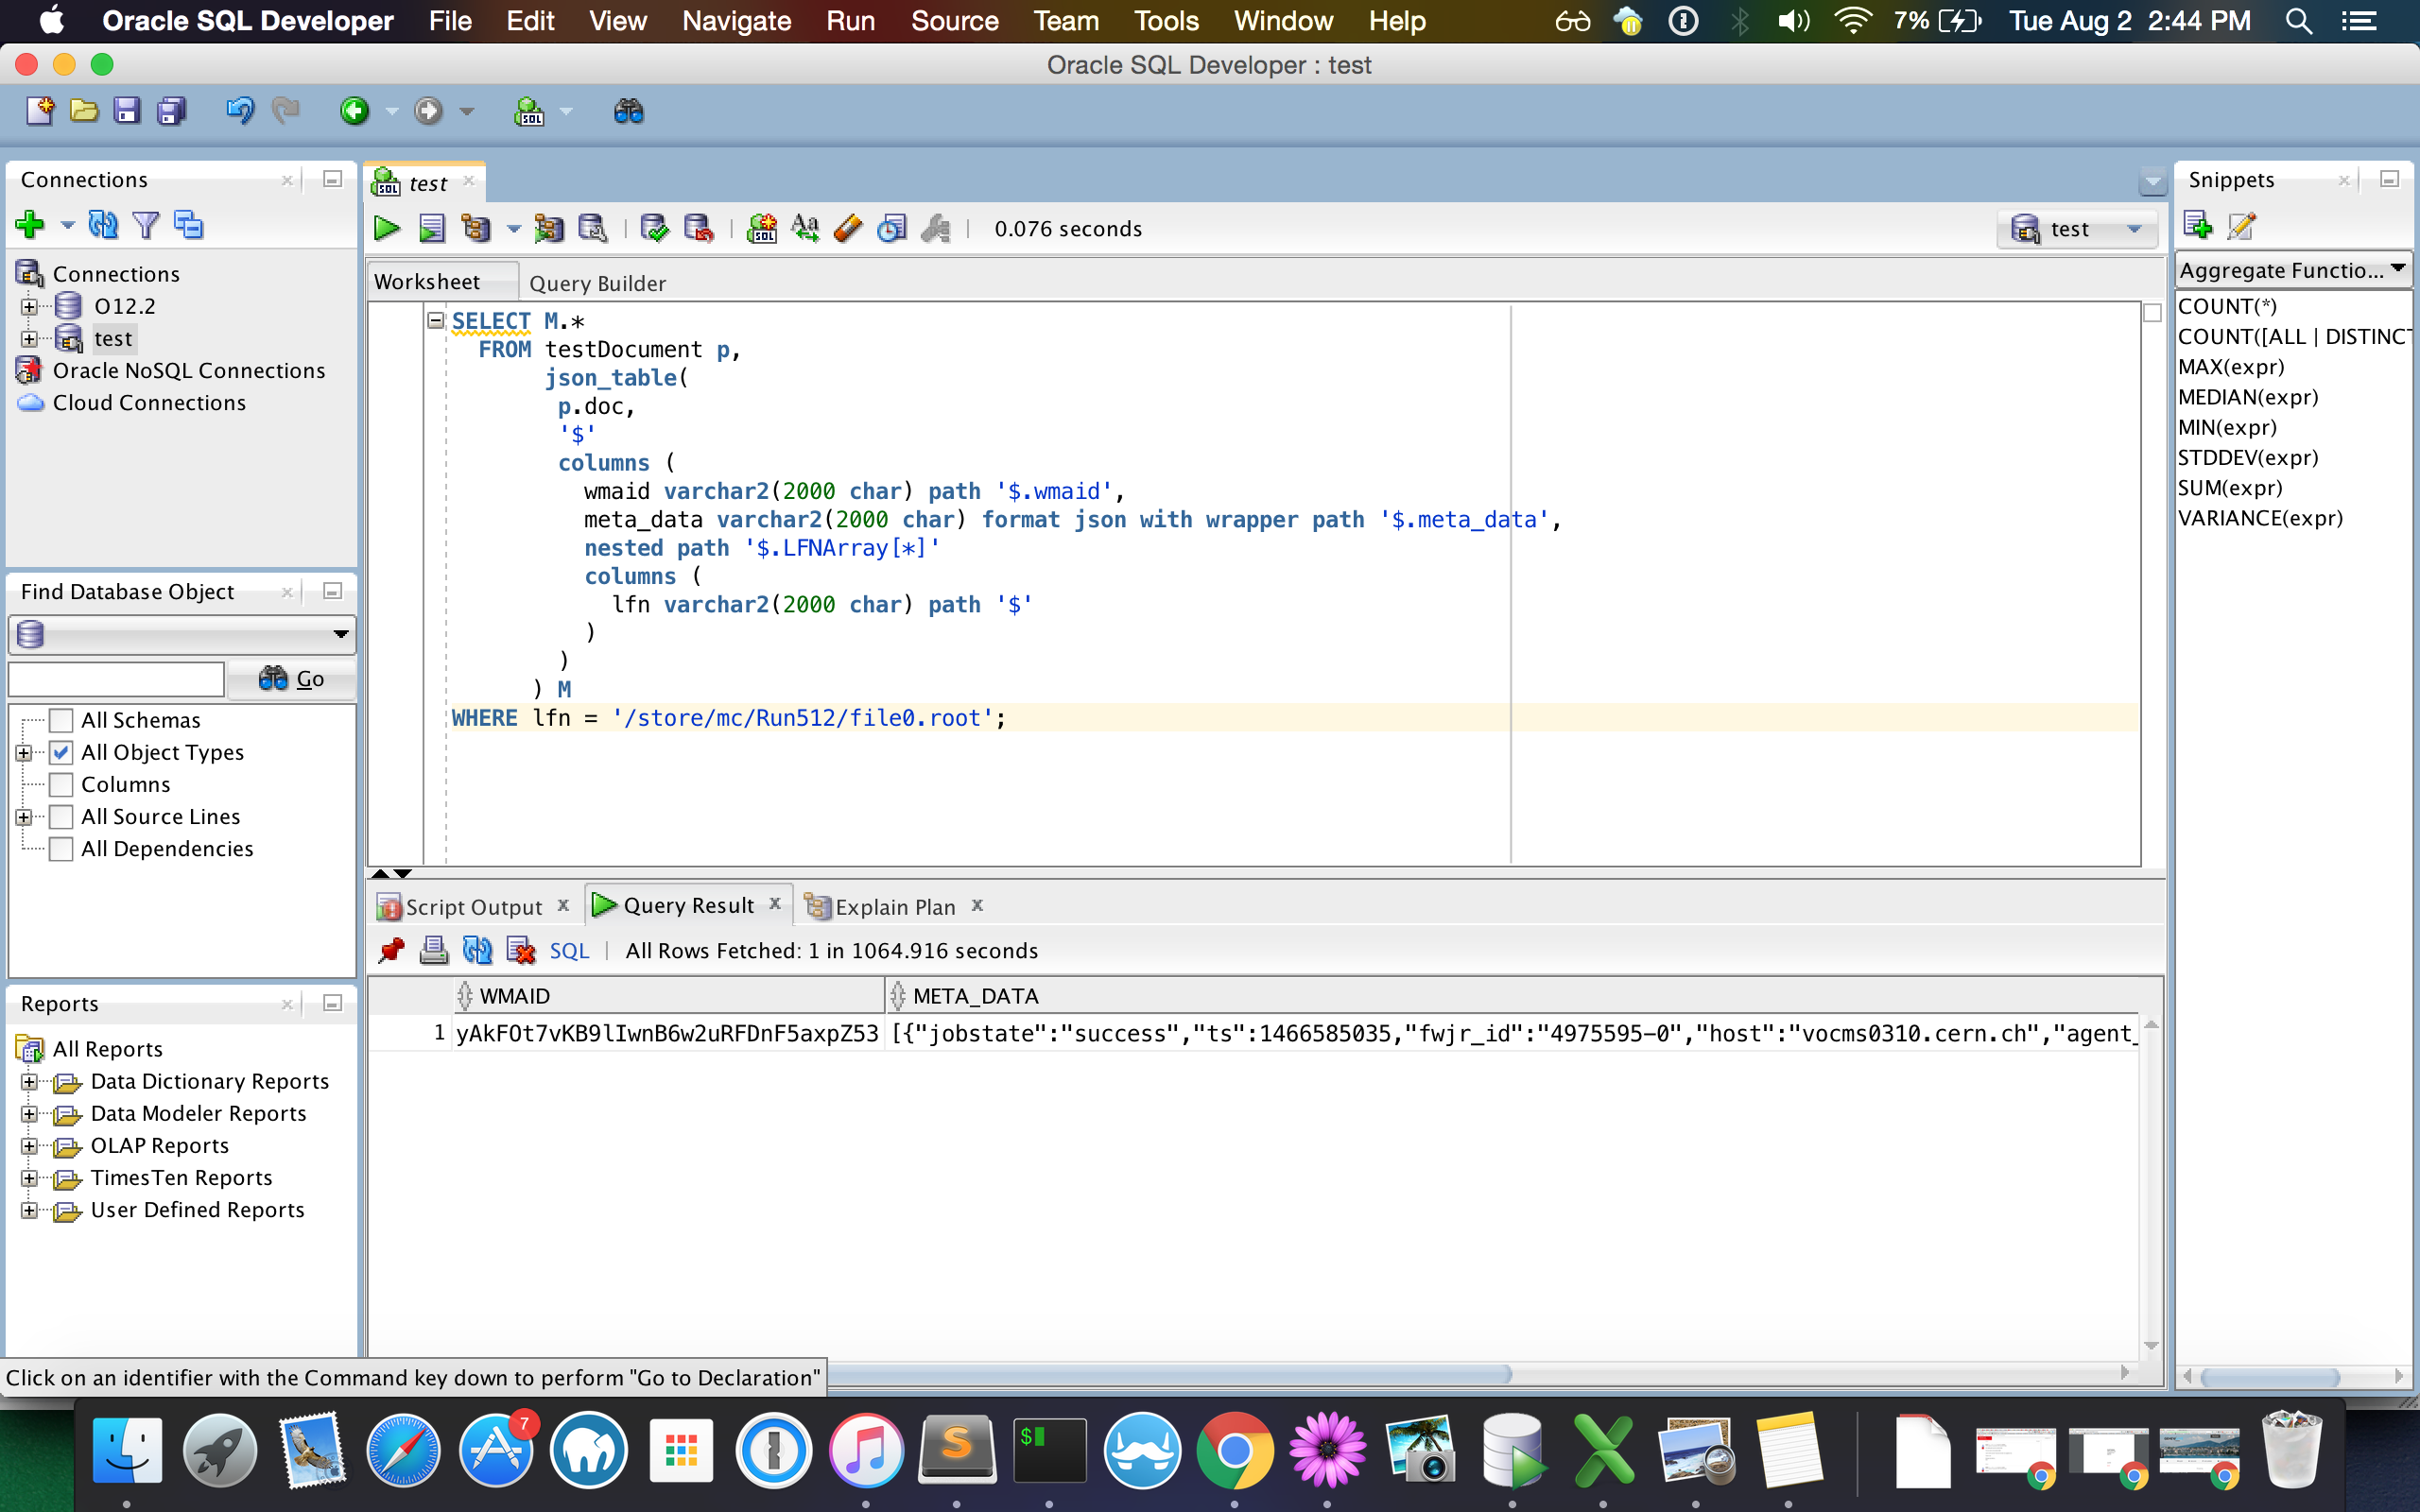 Oracle SQL Developer File Edit View Navigate Run Source Team Tools Window Help 7% Tue Aug 2 2:44 PM
Oracle SQL Developer : test
Connections
Connections
O12.2
test
Oracle NoSQL Connections
Cloud Connections
Find Database Object
Go
All Schemas
All Object Types
Columns
All Source Lines
All Dependencies
Reports
All Reports
Data Dictionary Reports
Data Modeler Reports
OLAP Reports
TimesTen Reports
User Defined Reports
test
0.076 seconds
test
Worksheet Query Builder
SELECT M.*
FROM testDocument p,
json_table(
p.doc,
'$'
columns (
wmaid varchar2(2000 char) path '$.wmaid',
meta_data varchar2(2000 char) format json with wrapper path '$.meta_data',
nested path '$.LFNArray[*]'
columns (
lfn varchar2(2000 char) path '$'
)
)
) M
WHERE lfn = '/store/mc/Run512/file0.root';
Script Output Query Result Explain Plan
SQL All Rows Fetched: 1 in 1064.916 seconds
WMAID META_DATA
1 yAkFOt7vKB9lIwnB6w2uRFDnF5axpZ53 [{"jobstate":"success","ts":1466585035,"fwjr_id":"4975595-0","host":"vocms0310.cern.ch","agent_
Snippets
Aggregate Functio...
COUNT(*)
COUNT([ALL | DISTINCT
MAX(expr)
MEDIAN(expr)
MIN(expr)
STDDEV(expr)
SUM(expr)
VARIANCE(expr)
Click on an identifier with the Command key down to perform "Go to Declaration"
7